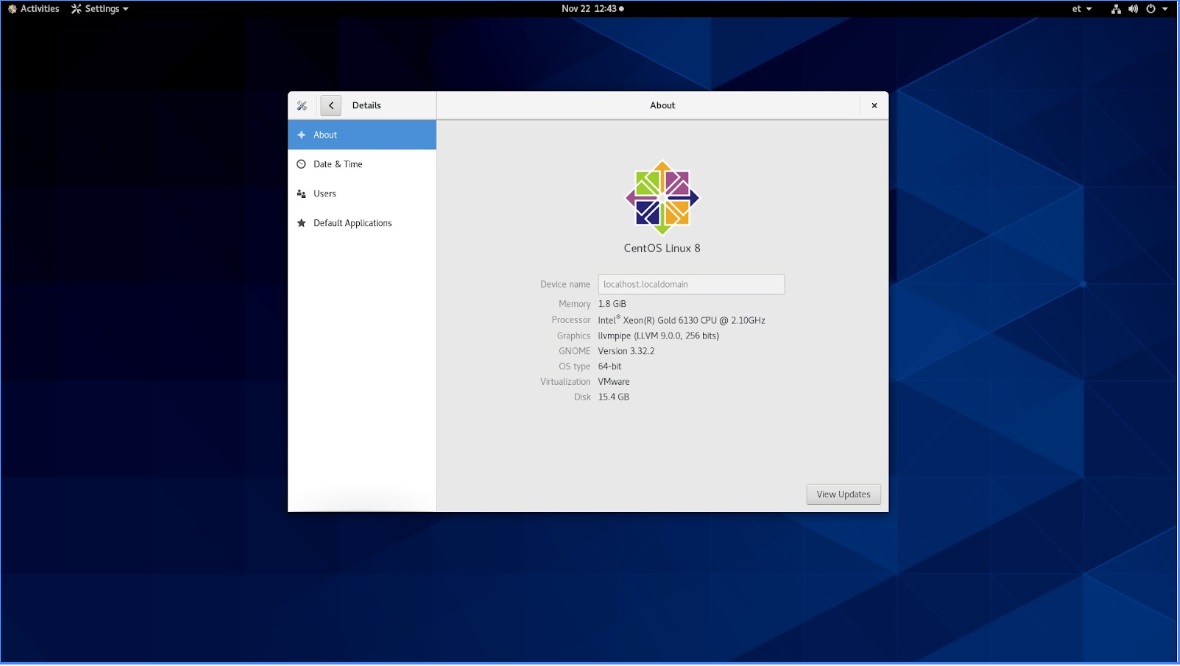 Activities Settings Nov 22 12:43 et
Details About
About
Date & Time
Users
Default Applications
CentOS Linux 8
Device name localhost.localdomain
Memory 1.8 GiB
Processor Intel® Xeon(R) Gold 6130 CPU @ 2.10GHz
Graphics llvmpipe (LLVM 9.0.0, 256 bits)
GNOME Version 3.32.2
OS type 64-bit
Virtualization VMware
Disk 15.4 GB
View Updates